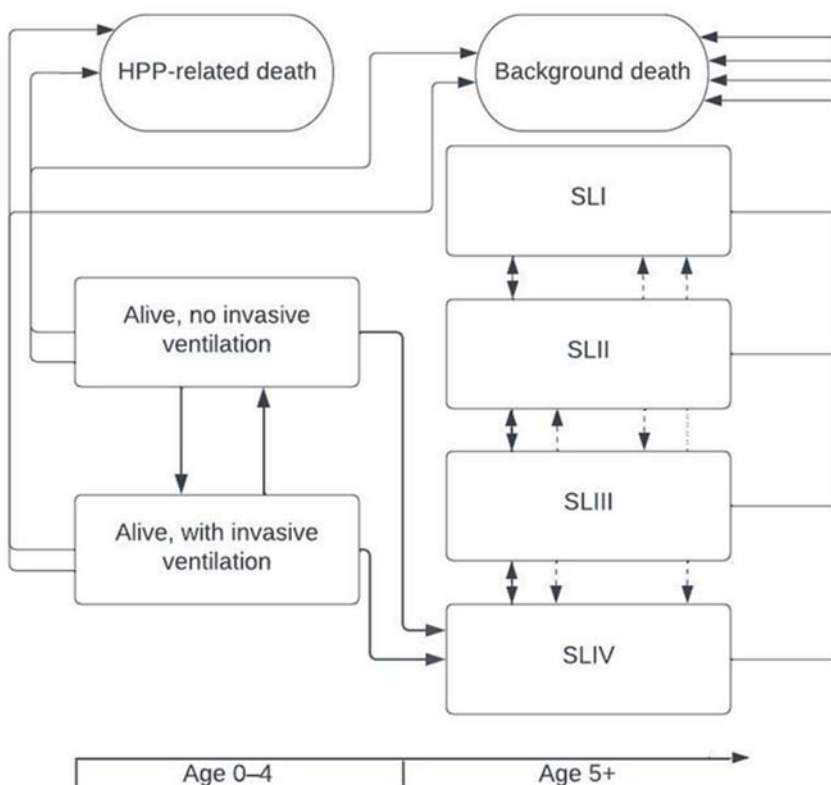 HPP-related death
Background death
SLI
Alive, no invasive
ventilation
SLII
SLIII
Alive, with invasive
ventilation
SLIV
Age 0–4
Age 5+